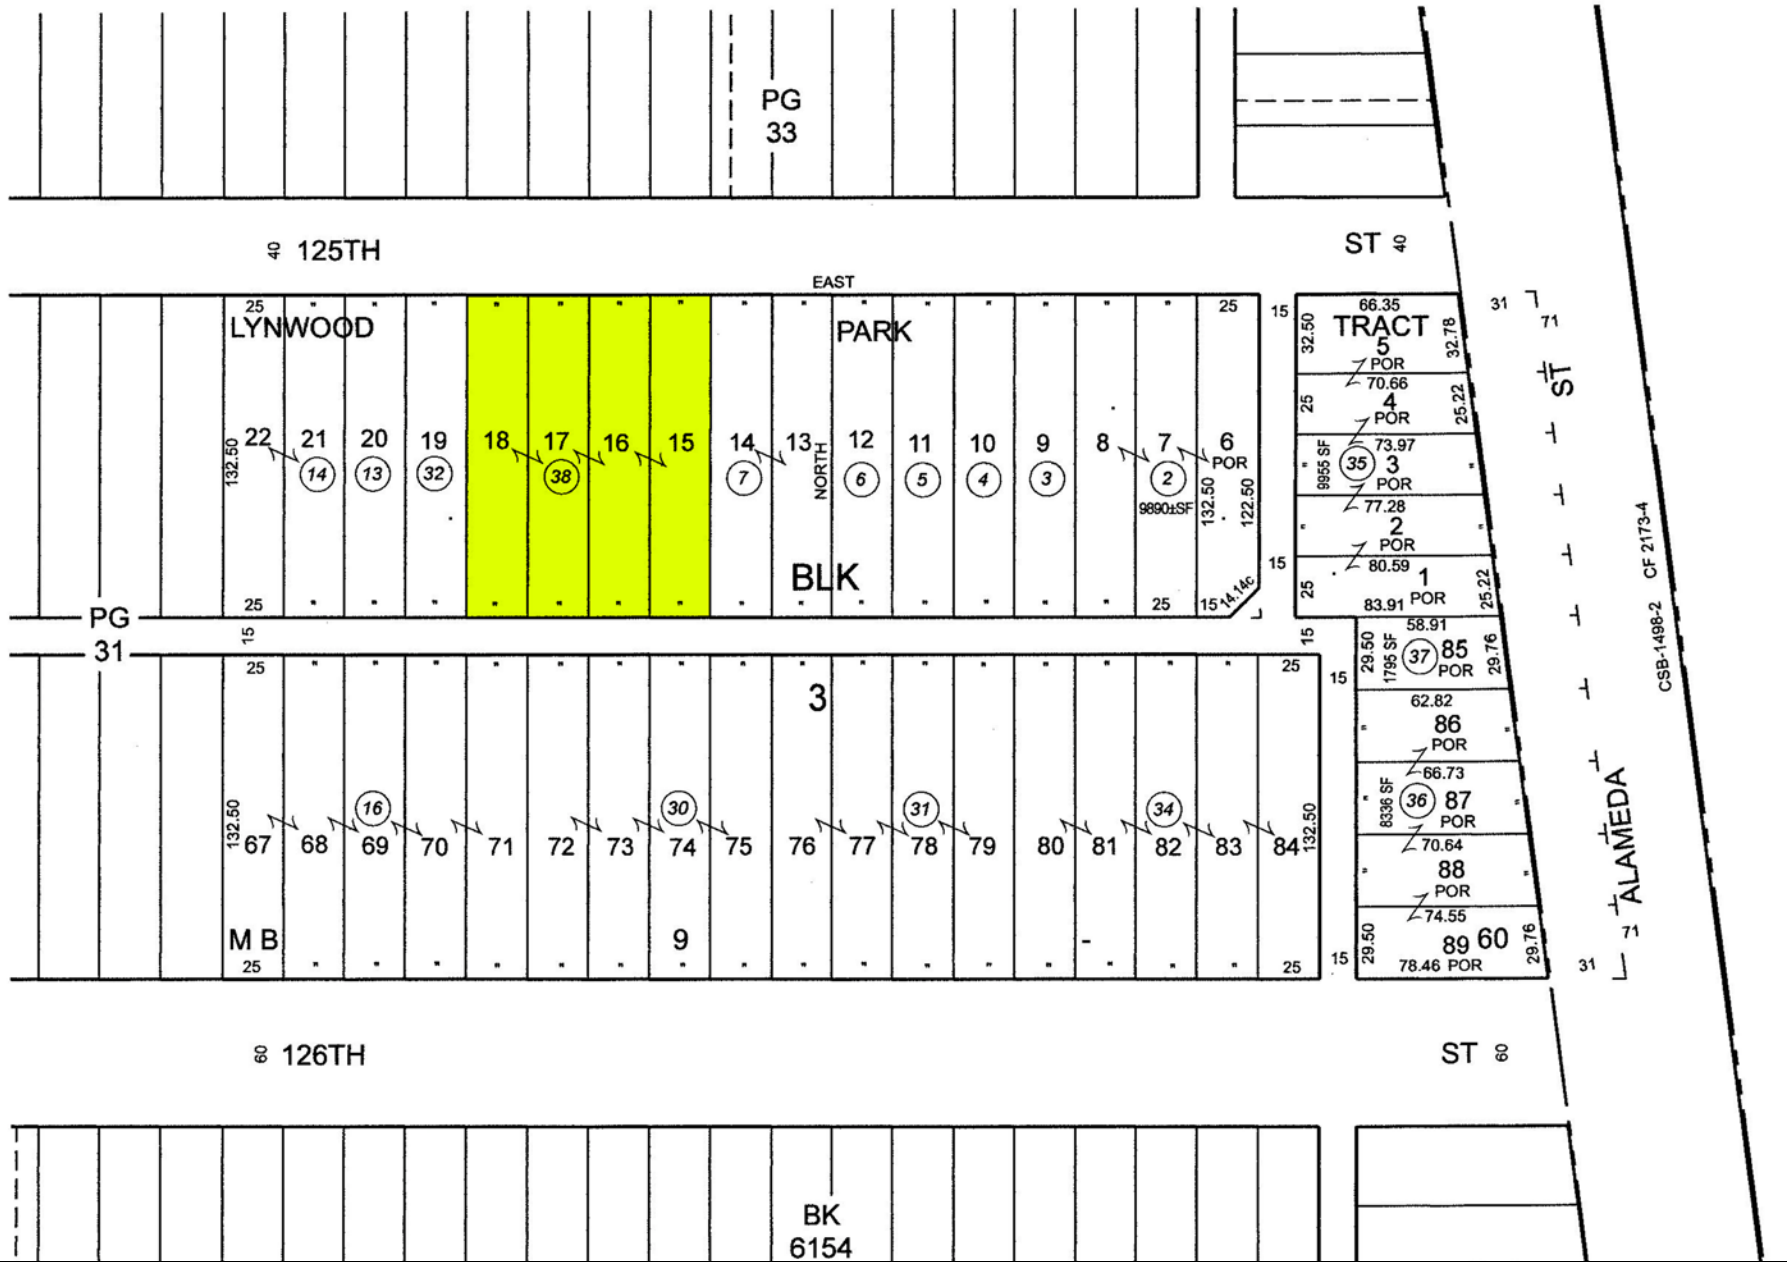 PG
33
40 125TH
ST 40
EAST
25 " " " " " " " " " " " " " " " 25
15
66.35
31
71
LYNWOOD
PARK
TRACT
32.50
5
POR
32.78
ST
70.66
25
4
POR
25.22
22 21 20 19 18 17 16 15 14 13 12 11 10 9 8 7 6
POR
132.50
NORTH
14 13 32 38 7 6 5 4 3 2
9890±SF
132.50
122.50
73.97
"
9955 SF
35
3
POR
"
77.28
"
2
POR
"
BLK
15
80.59
25
1
POR
25.22
83.91
25 " " " " " " " " " " " " " " 25 15
14.14c
CF 2173-4
CSB-1498-2
PG
31
15
15
58.91
29.50
1795 SF
37
85
POR
29.76
25 " " " " " " " " " " " " " " " " 25
15
3
62.82
"
86
POR
"
66.73
"
8336 SF
36
87
POR
"
16 30 31 34
132.50
67 68 69 70 71 72 73 74 75 76 77 78 79 80 81 82 83 84
132.50
70.64
"
88
POR
"
ALAMEDA
74.55
M B
9
-
29.50
89
60
29.76
78.46 POR
25 " " " " " " " " " " " " " " " " 25
15
71
31
60 126TH
ST 60
BK
6154